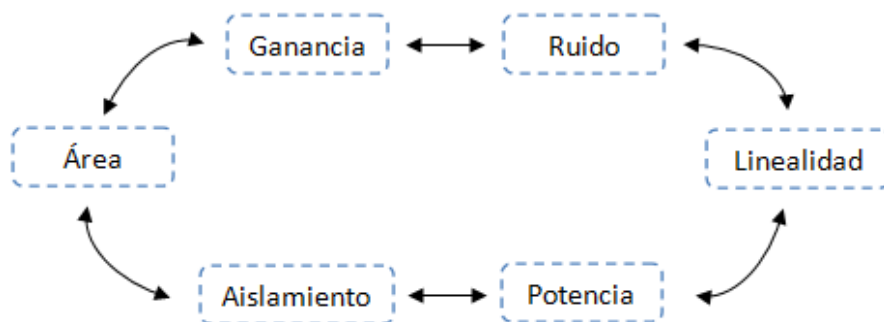 Ganancia
Ruido
Área
Linealidad
Aislamiento
Potencia